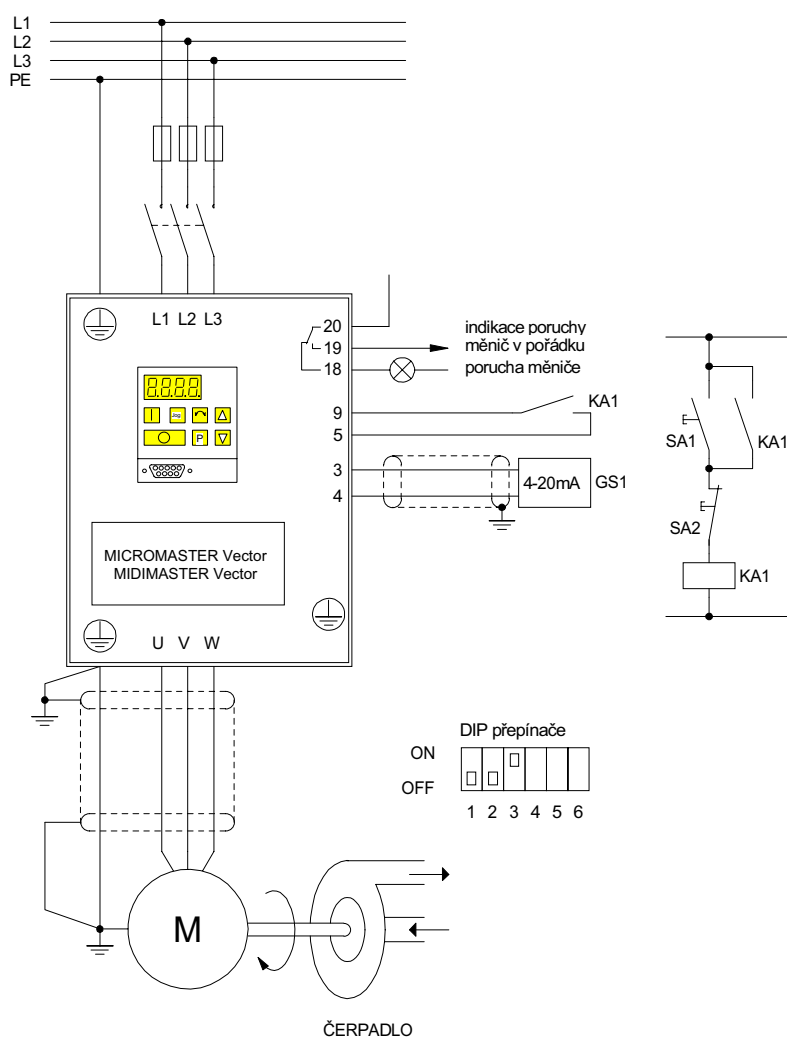 L1
L2
L3
PE
L1 L2 L3
20
19
18
9
5
3
4
indikace poruchy
měnič v pořádku
porucha měniče
KA1
4-20mA GS1
8.8.8.8.
Jog
P
MICROMASTER Vector
MIDIMASTER Vector
U V W
SA1
KA1
SA2
KA1
DIP přepínače
ON
OFF
1 2 3 4 5 6
M
ČERPADLO